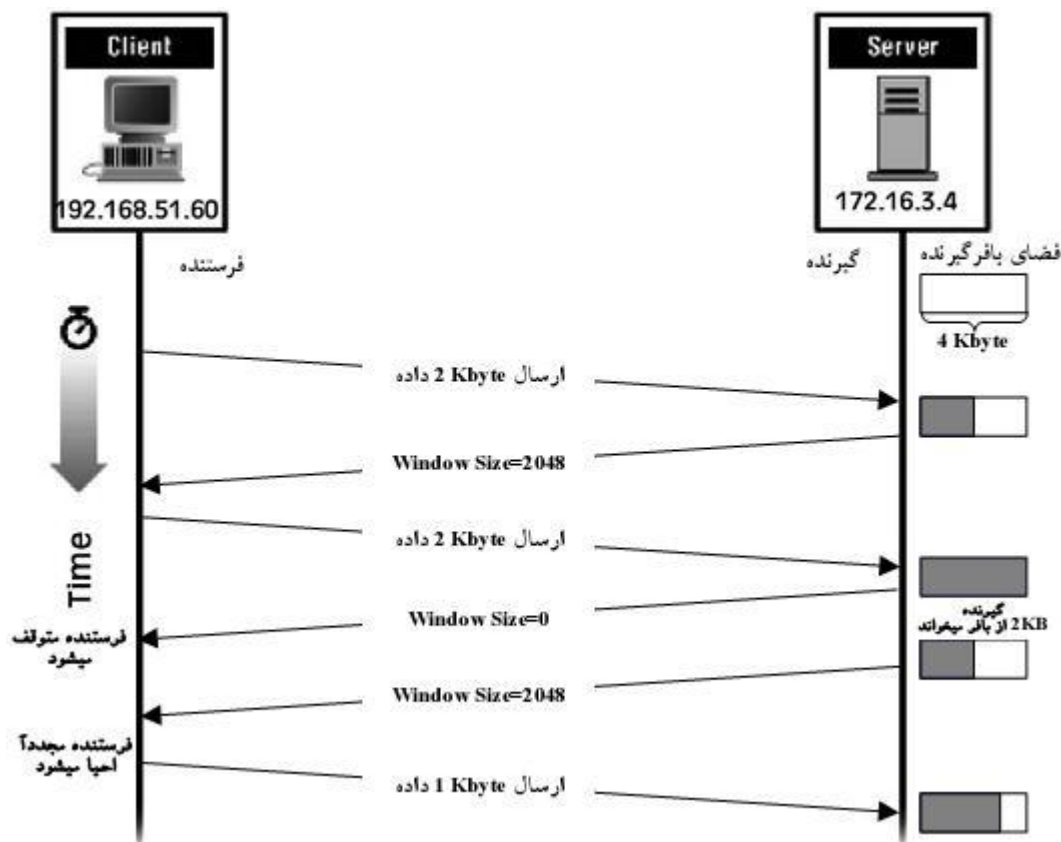 Client
192.168.51.60
Server
172.16.3.4
فرستنده
گیرنده
فضای بافرگیرنده
4 Kbyte
ارسال 2 Kbyte داده
Window Size=2048
ارسال 2 Kbyte داده
Time
Window Size=0
گیرنده
2KB از بافر میخواند
فرستنده متوقف
میشود
Window Size=2048
فرستنده مجدداً
احیا میشود
ارسال 1 Kbyte داده